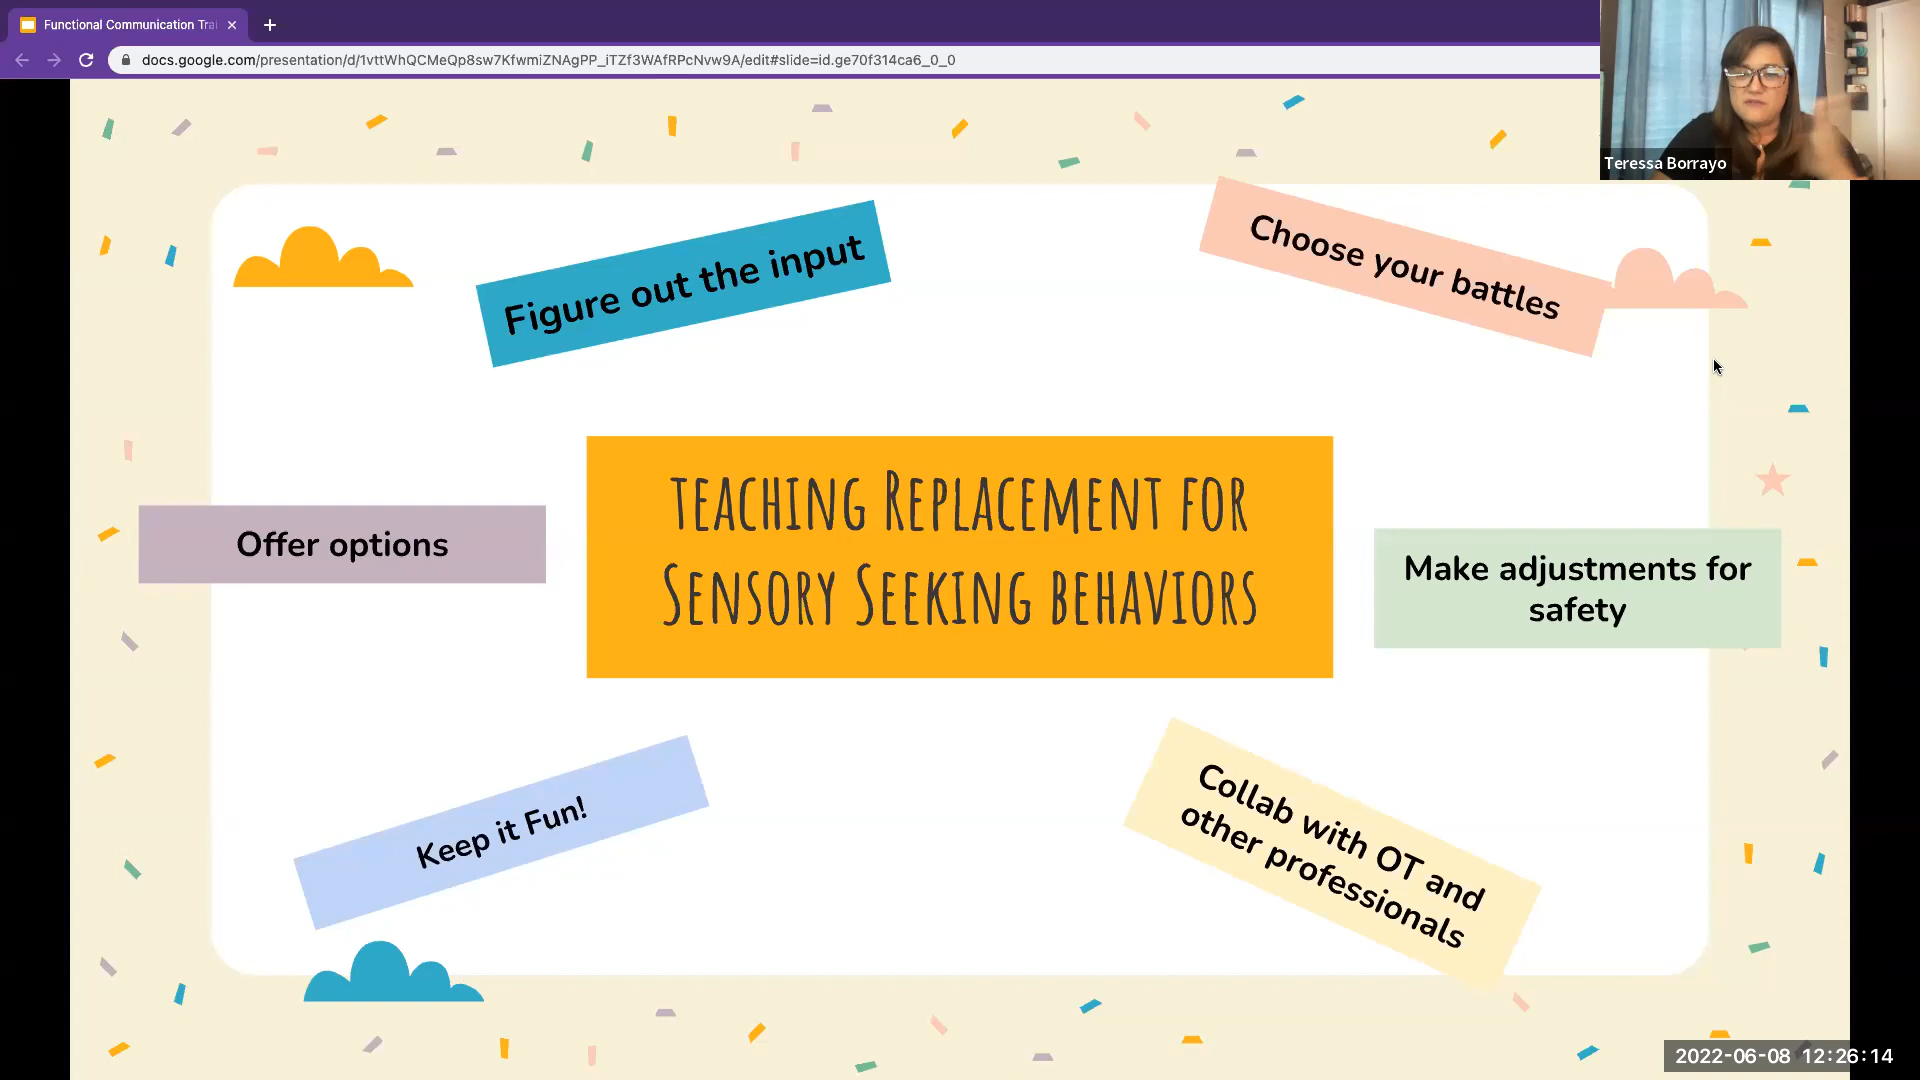 Functional Communication Trai
docs.google.com/presentation/d/1vttWhQCMeQp8sw7KfwmiZNAgPP_iTZf3WAfRPcNvw9A/edit#slide=id.ge70f314ca6_0_0
Teressa Borrayo
Figure out the input
Choose your battles
Offer options
Teaching Replacement for
Sensory Seeking behaviors
Make adjustments for
safety
Keep it Fun!
Collab with OT and
other professionals
2022-06-08 12:26:14